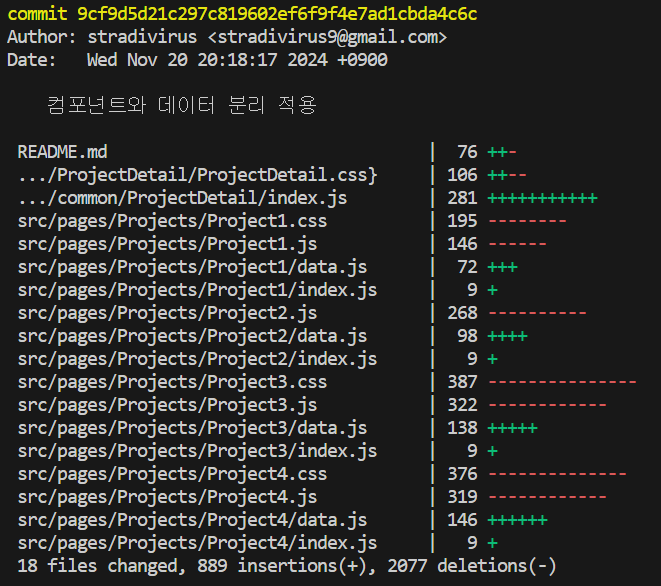 commit 9cf9d5d21c297c819602ef6f9f4e7ad1cbda4c6c
Author: stradivirus <stradivirus9@gmail.com>
Date:   Wed Nov 20 20:18:17 2024 +0900
컴포넌트와 데이터 분리 적용
README.md | 76 ++-
.../ProjectDetail/ProjectDetail.css} | 106 ++--
.../common/ProjectDetail/index.js | 281 +++++++++++
src/pages/Projects/Project1.css | 195 --------
src/pages/Projects/Project1.js | 146 ------
src/pages/Projects/Project1/data.js | 72 +++
src/pages/Projects/Project1/index.js | 9 +
src/pages/Projects/Project2.js | 268 ----------
src/pages/Projects/Project2/data.js | 98 ++++
src/pages/Projects/Project2/index.js | 9 +
src/pages/Projects/Project3.css | 387 ---------------
src/pages/Projects/Project3.js | 322 ------------
src/pages/Projects/Project3/data.js | 138 +++++
src/pages/Projects/Project3/index.js | 9 +
src/pages/Projects/Project4.css | 376 --------------
src/pages/Projects/Project4.js | 319 ------------
src/pages/Projects/Project4/data.js | 146 ++++++
src/pages/Projects/Project4/index.js | 9 +
18 files changed, 889 insertions(+), 2077 deletions(-)